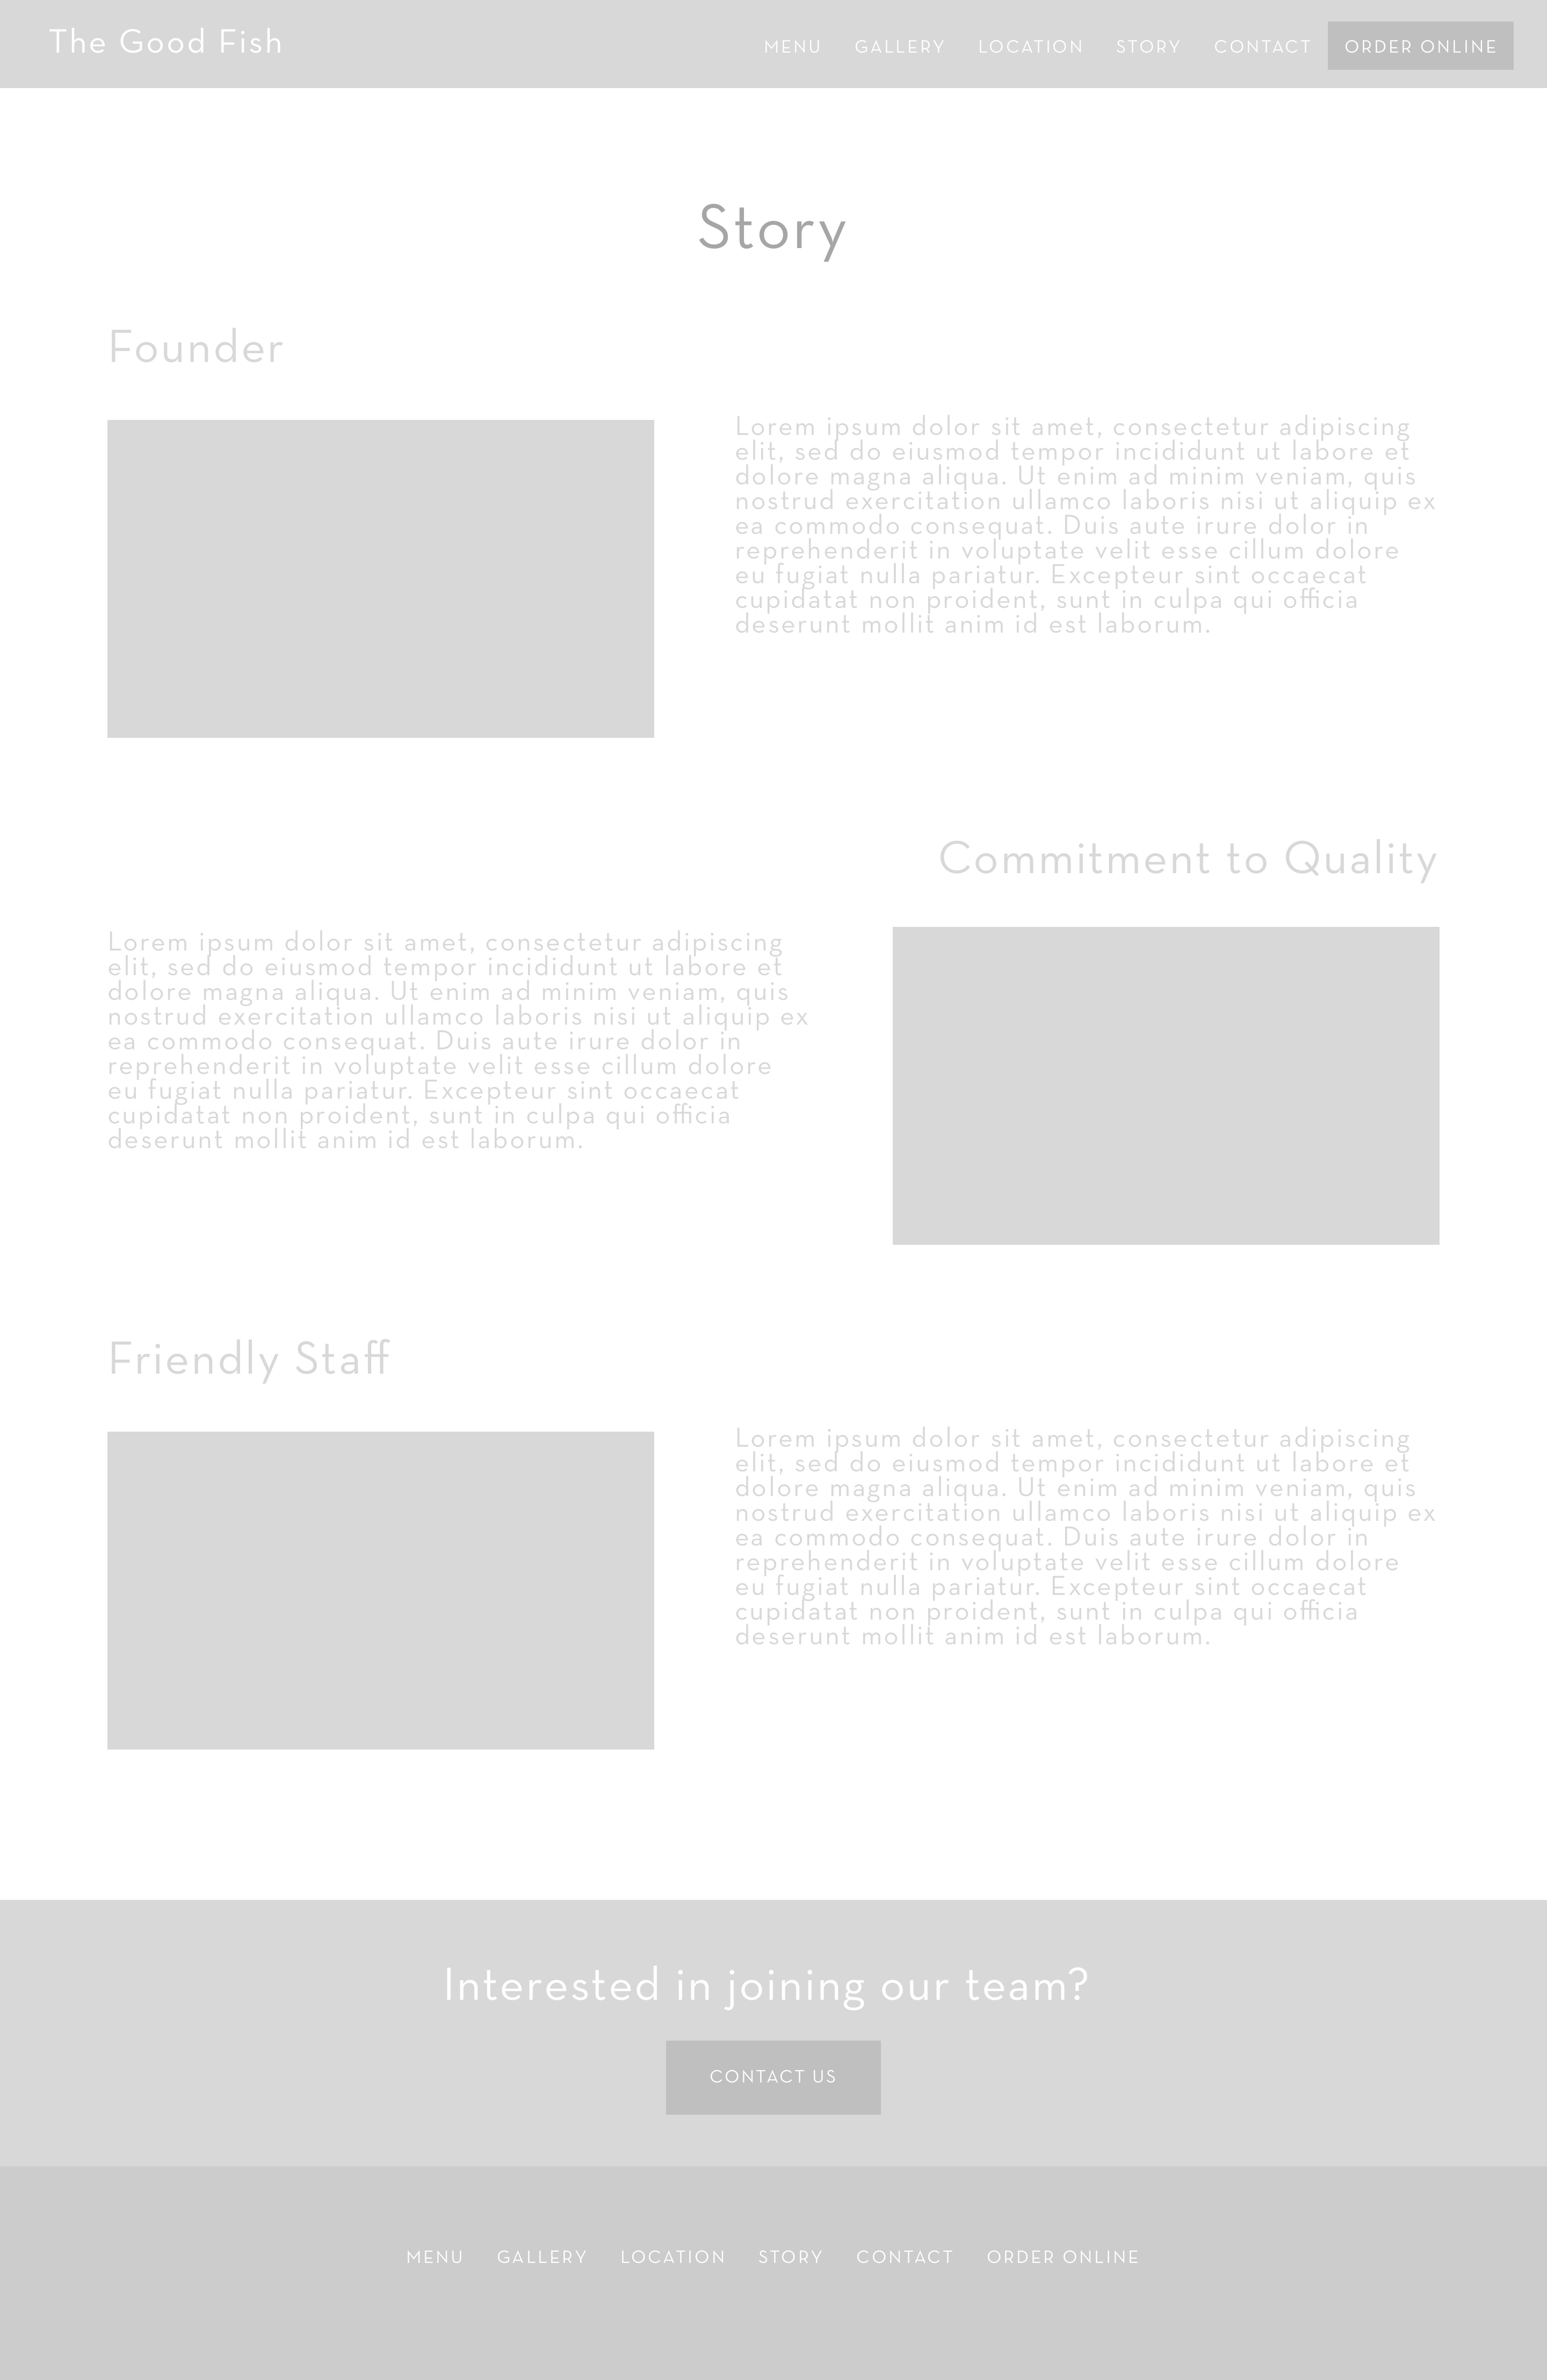 The Good Fish
MENU GALLERY LOCATION STORY CONTACT ORDER ONLINE
Story
Founder
Lorem ipsum dolor sit amet, consectetur adipiscing
elit, sed do eiusmod tempor incididunt ut labore et
dolore magna aliqua. Ut enim ad minim veniam, quis
nostrud exercitation ullamco laboris nisi ut aliquip ex
ea commodo consequat. Duis aute irure dolor in
reprehenderit in voluptate velit esse cillum dolore
eu fugiat nulla pariatur. Excepteur sint occaecat
cupidatat non proident, sunt in culpa qui officia
deserunt mollit anim id est laborum.
Commitment to Quality
Lorem ipsum dolor sit amet, consectetur adipiscing
elit, sed do eiusmod tempor incididunt ut labore et
dolore magna aliqua. Ut enim ad minim veniam, quis
nostrud exercitation ullamco laboris nisi ut aliquip ex
ea commodo consequat. Duis aute irure dolor in
reprehenderit in voluptate velit esse cillum dolore
eu fugiat nulla pariatur. Excepteur sint occaecat
cupidatat non proident, sunt in culpa qui officia
deserunt mollit anim id est laborum.
Friendly Staff
Lorem ipsum dolor sit amet, consectetur adipiscing
elit, sed do eiusmod tempor incididunt ut labore et
dolore magna aliqua. Ut enim ad minim veniam, quis
nostrud exercitation ullamco laboris nisi ut aliquip ex
ea commodo consequat. Duis aute irure dolor in
reprehenderit in voluptate velit esse cillum dolore
eu fugiat nulla pariatur. Excepteur sint occaecat
cupidatat non proident, sunt in culpa qui officia
deserunt mollit anim id est laborum.
Interested in joining our team?
CONTACT US
MENU GALLERY LOCATION STORY CONTACT ORDER ONLINE